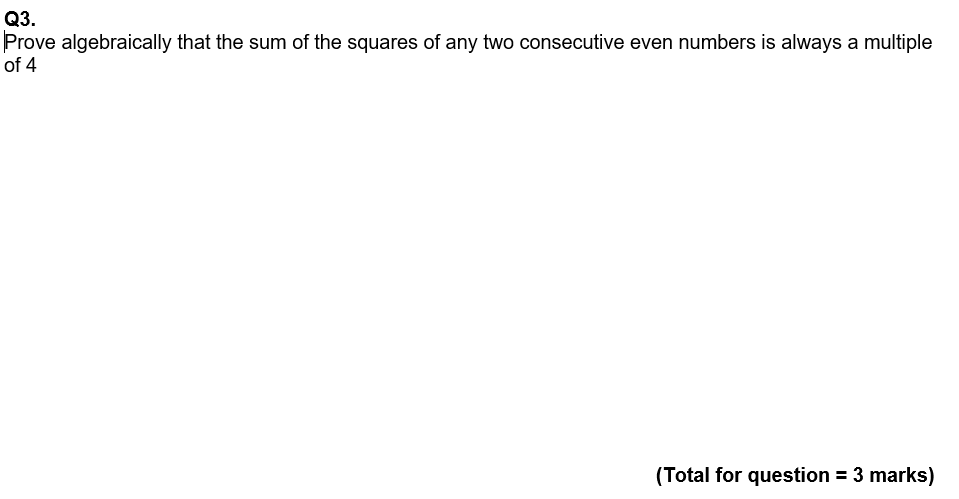 Q3.
Prove algebraically that the sum of the squares of any two consecutive even numbers is always a multiple
of 4
(Total for question = 3 marks)